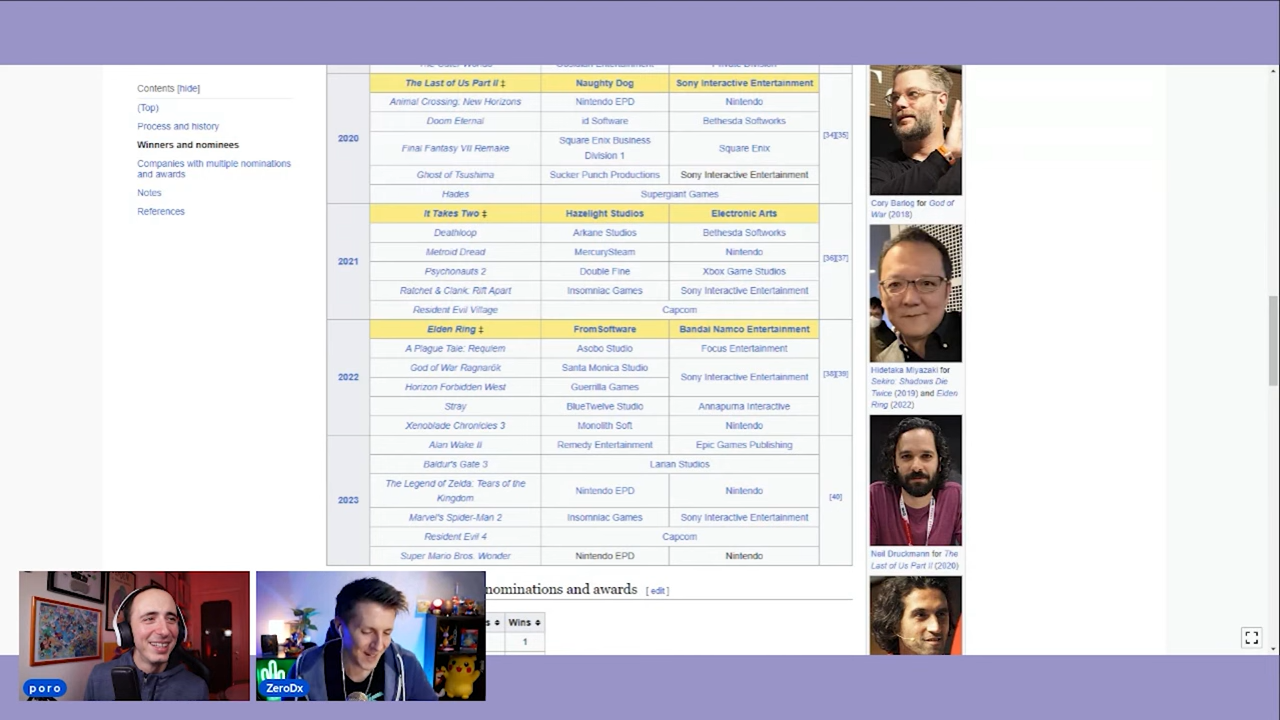 Contents [hide]
(Top)
Process and history
Winners and nominees
Companies with multiple nominations
and awards
Notes
References
The Last of Us Part II ‡ Naughty Dog Sony Interactive Entertainment
Animal Crossing: New Horizons Nintendo EPD Nintendo
Doom Eternal id Software Bethesda Softworks
2020 Final Fantasy VII Remake Square Enix Business Division 1 Square Enix [34][35]
Ghost of Tsushima Sucker Punch Productions Sony Interactive Entertainment
Hades Supergiant Games
It Takes Two ‡ Hazelight Studios Electronic Arts
Deathloop Arkane Studios Bethesda Softworks
Metroid Dread MercurySteam Nintendo
2021 [36][37]
Psychonauts 2 Double Fine Xbox Game Studios
Ratchet & Clank: Rift Apart Insomniac Games Sony Interactive Entertainment
Resident Evil Village Capcom
Elden Ring ‡ FromSoftware Bandai Namco Entertainment
A Plague Tale: Requiem Asobo Studio Focus Entertainment
God of War Ragnarök Santa Monica Studio
2022 Sony Interactive Entertainment [38][39]
Horizon Forbidden West Guerrilla Games
Stray BlueTwelve Studio Annapurna Interactive
Xenoblade Chronicles 3 Monolith Soft Nintendo
Alan Wake II Remedy Entertainment Epic Games Publishing
Baldur's Gate 3 Larian Studios
The Legend of Zelda: Tears of the
Kingdom Nintendo EPD Nintendo
2023 [40]
Marvel's Spider-Man 2 Insomniac Games Sony Interactive Entertainment
Resident Evil 4 Capcom
Super Mario Bros. Wonder Nintendo EPD Nintendo
nominations and awards [edit]
Wins
1
Cory Barlog for God of
War (2018)
Hidetaka Miyazaki for
Sekiro: Shadows Die
Twice (2019) and Elden
Ring (2022)
Neil Druckmann for The
Last of Us Part II (2020)
poro
ZeroDx